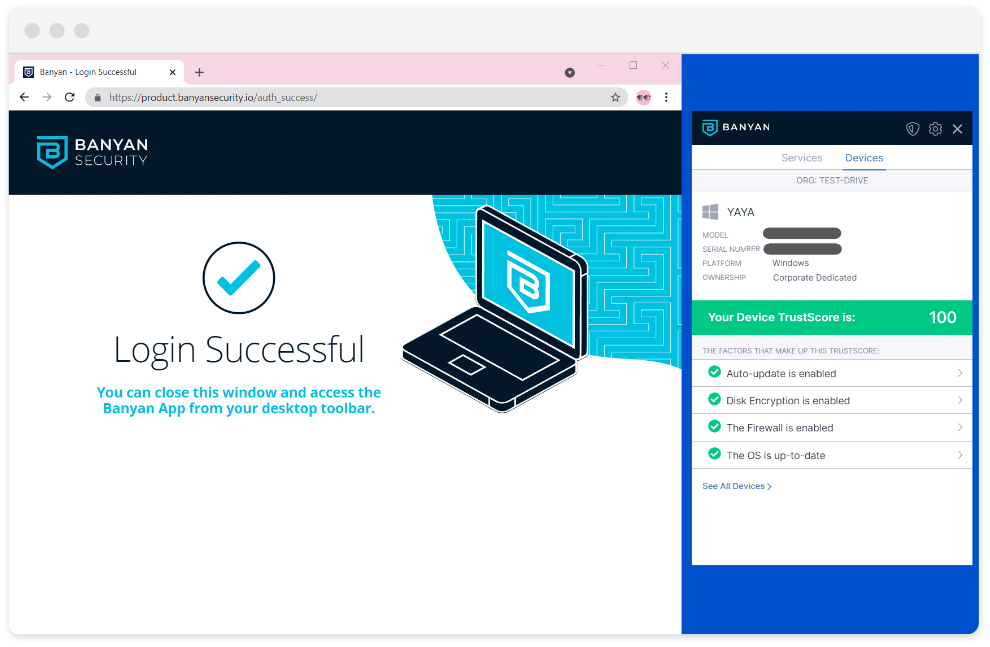 Banyan - Login Successful
https://product.banyansecurity.io/auth_success/
BANYAN
SECURITY
Login Successful
You can close this window and access the
Banyan App from your desktop toolbar.
BANYAN
Services Devices
ORG: TEST-DRIVE
YAYA
MODEL
SERIAL NUMBER
PLATFORM Windows
OWNERSHIP Corporate Dedicated
Your Device TrustScore is: 100
THE FACTORS THAT MAKE UP THIS TRUSTSCORE:
Auto-update is enabled
Disk Encryption is enabled
The Firewall is enabled
The OS is up-to-date
See All Devices